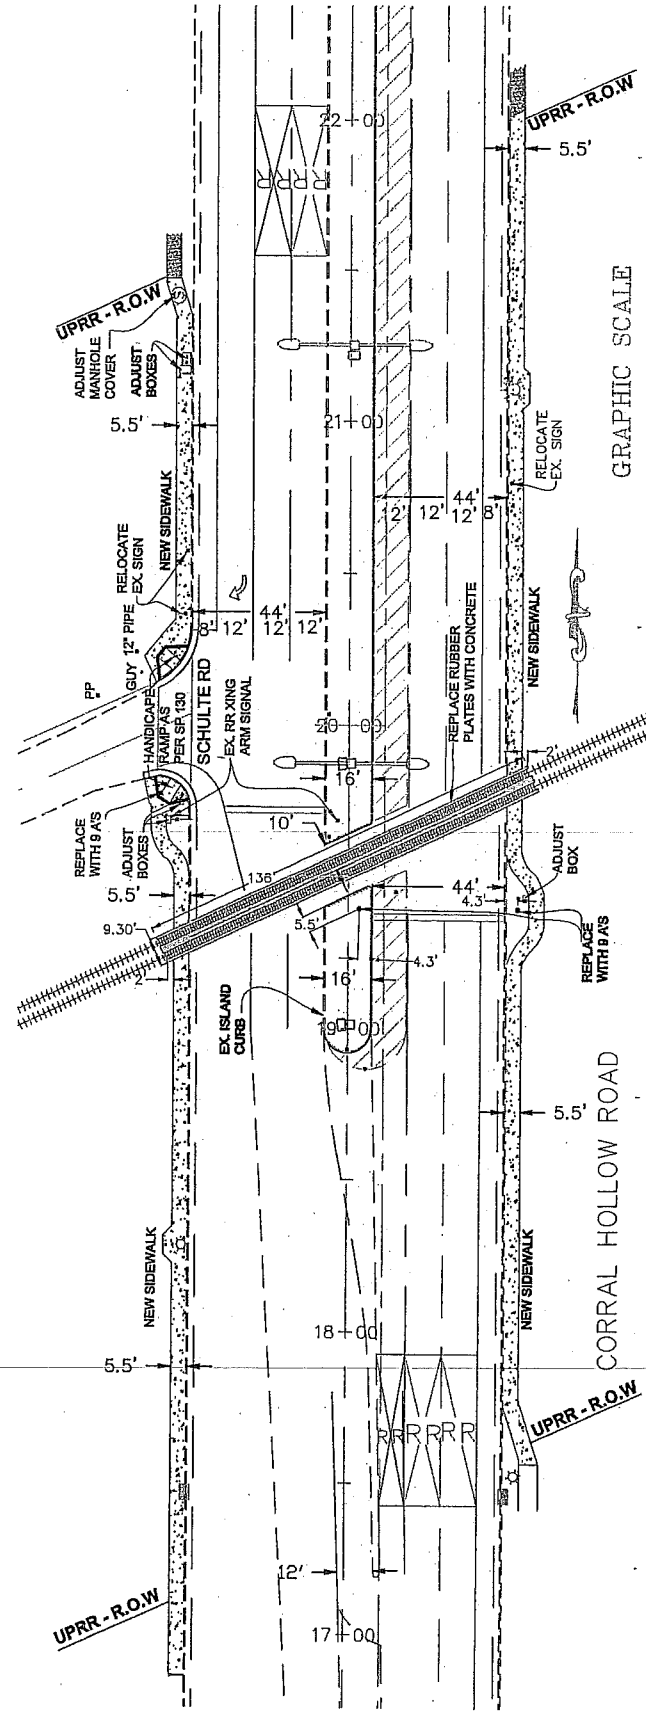 22+00
UPRR - R.O.W
5.5'
R R R R
UPRR - R.O.W
S
ADJUST
MANHOLE
COVER
ADJUST
BOXES
GRAPHIC SCALE
5.5'
21+00
RELOCATE
EX. SIGN
NEW SIDEWALK
44'
12' 12' 8'
12'
RELOCATE
EX. SIGN
44'
8' 12' 12' 12'
GUY 12" PIPE
PP
HANDICAPE
RAMP AS
PER SP 130
SCHULTE RD
EX. RR XING
ARM SIGNAL
REPLACE RUBBER
PLATES WITH CONCRETE
NEW SIDEWALK
20+00
16'
2'
REPLACE
WITH 9 A'S
ADJUST
BOXES
10'
136'
ADJUST
BOX
5.5'
44'
4.3'
9.30'
5.5'
REPLACE
WITH 9 A'S
4.3'
2'
16'
EX. ISLAND
CURB
19+00
5.5'
CORRAL HOLLOW ROAD
NEW SIDEWALK
NEW SIDEWALK
18+00
5.5'
R R R R R R
UPRR - R.O.W
12'
UPRR - R.O.W
17+00